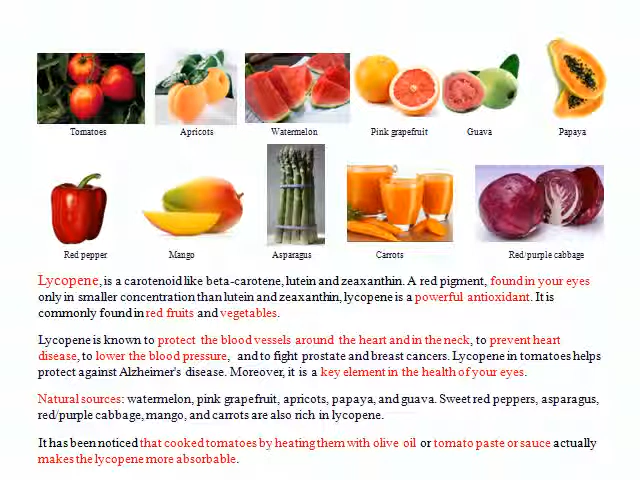 Tomatoes Apricots Watermelon Pink grapefruit Guava Papaya
Red pepper Mango Asparagus Carrots Red/purple cabbage
Lycopene, is a carotenoid like beta-carotene, lutein and zeaxanthin. A red pigment, found in your eyes
only in smaller concentration than lutein and zeaxanthin, lycopene is a powerful antioxidant. It is
commonly found in red fruits and vegetables.
Lycopene is known to protect the blood vessels around the heart and in the neck, to prevent heart
disease, to lower the blood pressure, and to fight prostate and breast cancers. Lycopene in tomatoes helps
protect against Alzheimer's disease. Moreover, it is a key element in the health of your eyes.
Natural sources: watermelon, pink grapefruit, apricots, papaya, and guava. Sweet red peppers, asparagus,
red/purple cabbage, mango, and carrots are also rich in lycopene.
It has been noticed that cooked tomatoes by heating them with olive oil or tomato paste or sauce actually
makes the lycopene more absorbable.